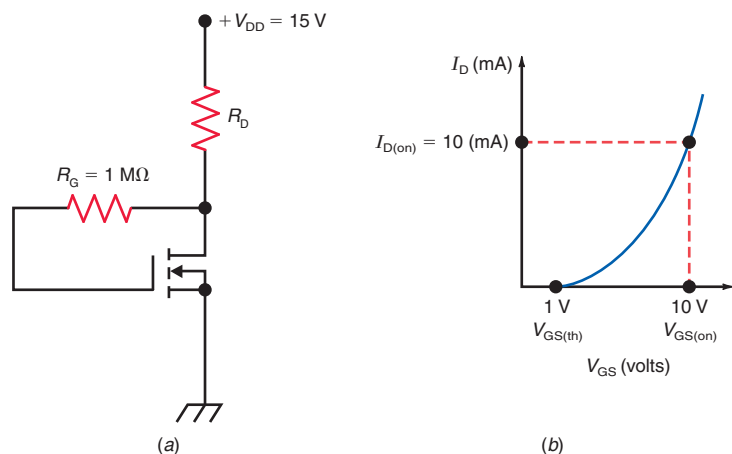 +V_DD = 15 V
R_D
R_G = 1 MΩ
(a)
I_D (mA)
I_D(on) = 10 (mA)
1 V 10 V
V_GS(th) V_GS(on)
V_GS (volts)
(b)